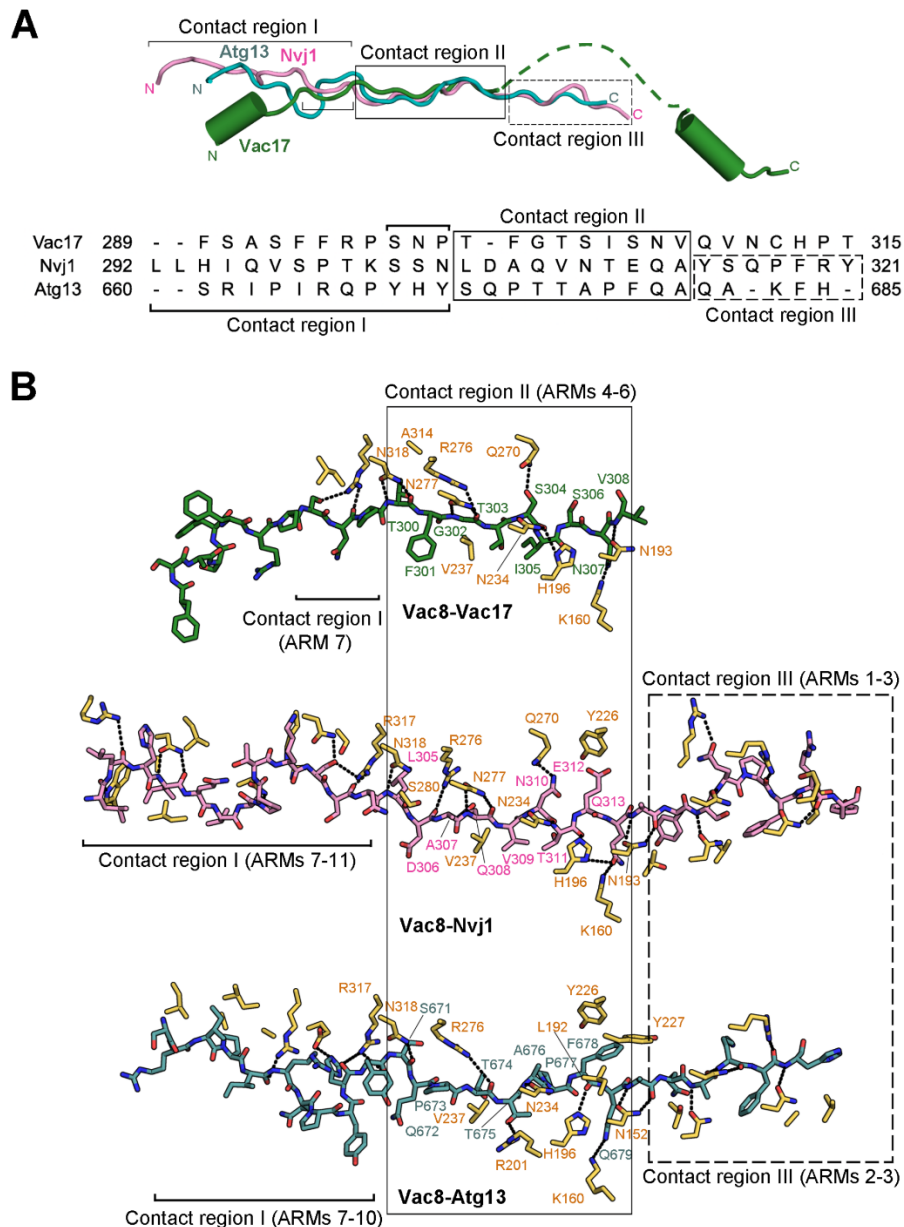 A
Contact region I
Atg13
Nvj1
Contact region II
N
N
N
Vac17
C
C
Contact region III
C
Contact region II
Vac17 289 - - F S A S F F R P S N P T - F G T S I S N V Q V N C H P T 315
Nvj1 292 L L H I Q V S P T K S S N L D A Q V N T E Q A Y S Q P F R Y 321
Atg13 660 - - S R I P I R Q P Y H Y S Q P T T A P F Q A Q A - K F H - 685
Contact region I
Contact region III
B
Contact region II (ARMs 4-6)
A314
N318
R276
Q270
N277
V308
S304
S306
T303
T300
G302
N193
F301
V237
N234
I305
N307
H196
Contact region I
(ARM 7)
Vac8-Vac17
K160
Contact region III (ARMs 1-3)
R317
Q270
Y226
N318
R276
L305
E312
S280
N277
N310
N234
Q313
A307
V237
V309
D306
Q308
T311
N193
H196
Contact region I (ARMs 7-11)
K160
Vac8-Nvj1
R317
Y226
N318
S671
R276
L192
Y227
A676
F678
T674
P677
P673
V237
N234
Q672
T675
N152
H196
Q679
R201
K160
Vac8-Atg13
Contact region I (ARMs 7-10)
Contact region III (ARMs 2-3)